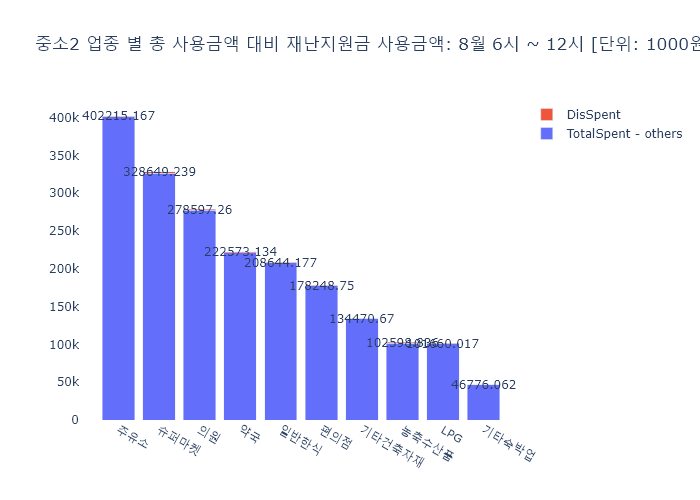 중소2 업종 별 총 사용금액 대비 재난지원금 사용금액: 8월 6시 ~ 12시 [단위: 1000원
DisSpent
TotalSpent - others
400k
350k
300k
250k
200k
150k
100k
50k
0
402215.167
328649.239
278597.26
222573.134
208644.177
178248.75
134470.67
102598.836
101660.017
46776.062
주유소
슈퍼마켓
의원
약국
일반한식
편의점
기타건축자재
농축수산품
LPG
기타숙박업